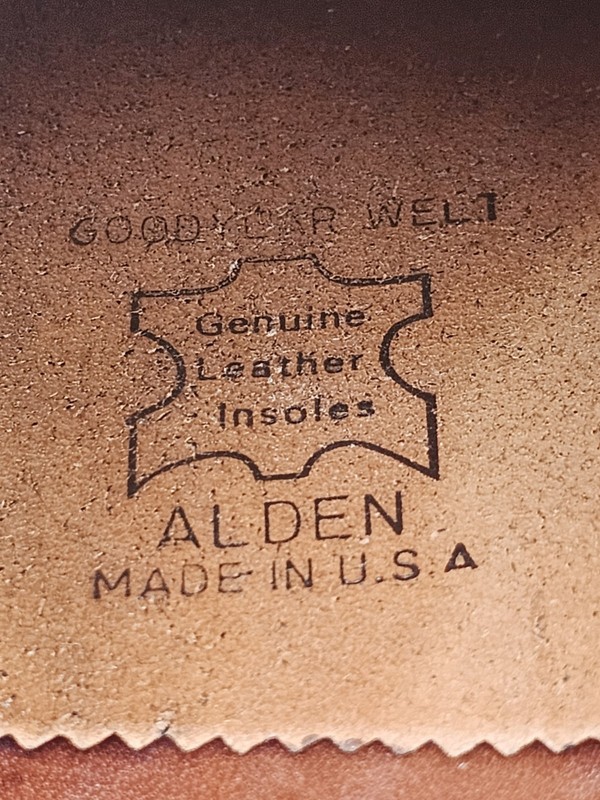 GOODYEAR WELT
Genuine
Leather
Insoles
ALDEN
MADE IN U.S.A